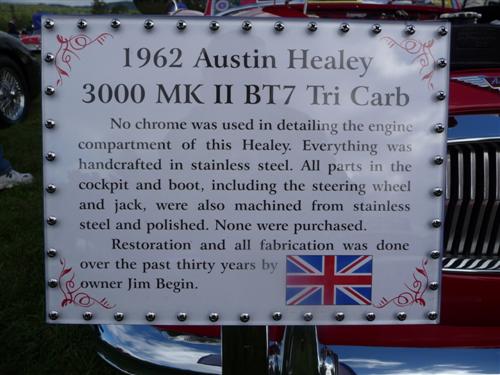 1962 Austin Healey
3000 MK II BT7 Tri Carb
No chrome was used in detailing the engine
compartment of this Healey. Everything was
handcrafted in stainless steel. All parts in the
cockpit and boot, including the steering wheel
and jack, were also machined from stainless
steel and polished. None were purchased.
Restoration and all fabrication was done
over the past thirty years by
owner Jim Begin.